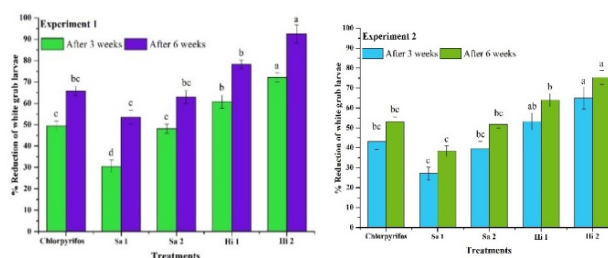 Experiment 1
After 3 weeks
After 6 weeks
% Reduction of white grub larvae
100
90
80
70
60
50
40
30
20
10
0
c
bc
d
c
c
bc
b
b
a
a
Chlorpyrifos
Sa 1
Sa 2
Hi 1
Hi 2
Treatments
Experiment 2
After 3 weeks
After 6 weeks
% Reduction of white grub larvae
100
90
80
70
60
50
40
30
20
10
0
bc
bc
c
c
bc
bc
ab
b
a
a
Chlorpyrifos
Sa 1
Sa 2
Hi 1
Hi 2
Treatments